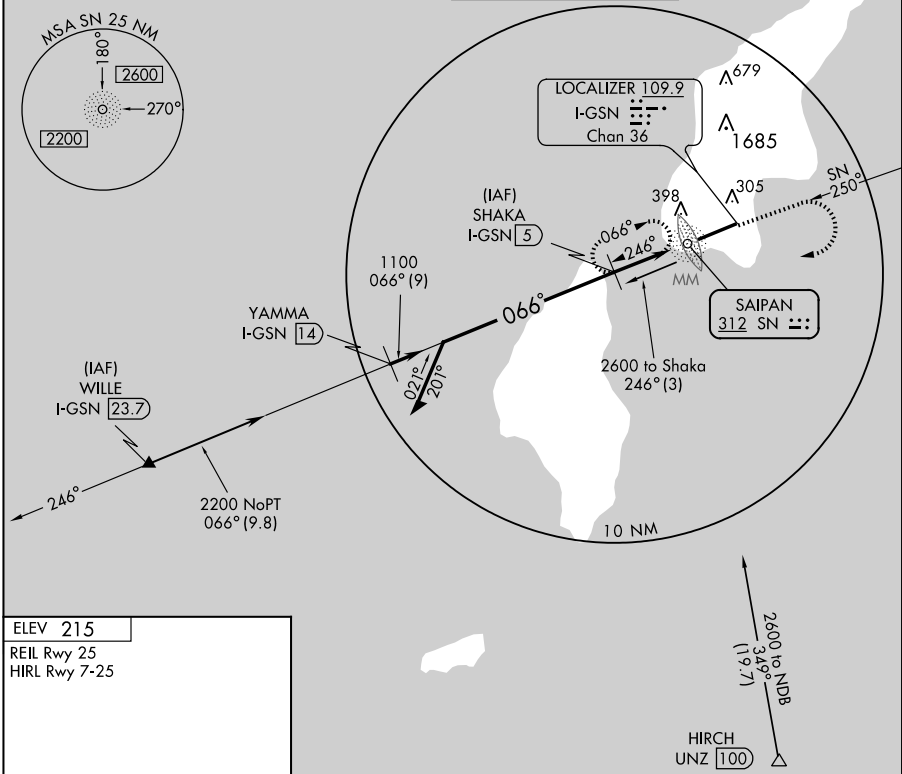 MSA SN 25 NM
180°
2600
270°
2200
LOCALIZER 109.9
I-GSN
Chan 36
679
1685
305
398
SN
250°
(IAF)
SHAKA
I-GSN 5
066°
246°
MM
SAIPAN
312 SN
1100
066° (9)
066°
YAMMA
I-GSN 14
021°
201°
2600 to Shaka
246° (3)
(IAF)
WILLE
I-GSN 23.7
246°
2200 NoPT
066° (9.8)
10 NM
2600 to NDB
349°
(19.7)
HIRCH
UNZ 100
ELEV 215
REIL Rwy 25
HIRL Rwy 7-25